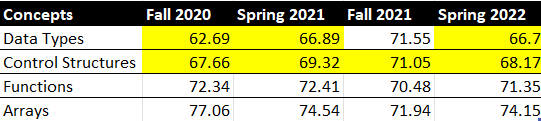 Concepts Fall 2020 Spring 2021 Fall 2021 Spring 2022
Data Types 62.69 66.89 71.55 66.7
Control Structures 67.66 69.32 71.05 68.17
Functions 72.34 72.41 70.48 71.35
Arrays 77.06 74.54 71.94 74.15